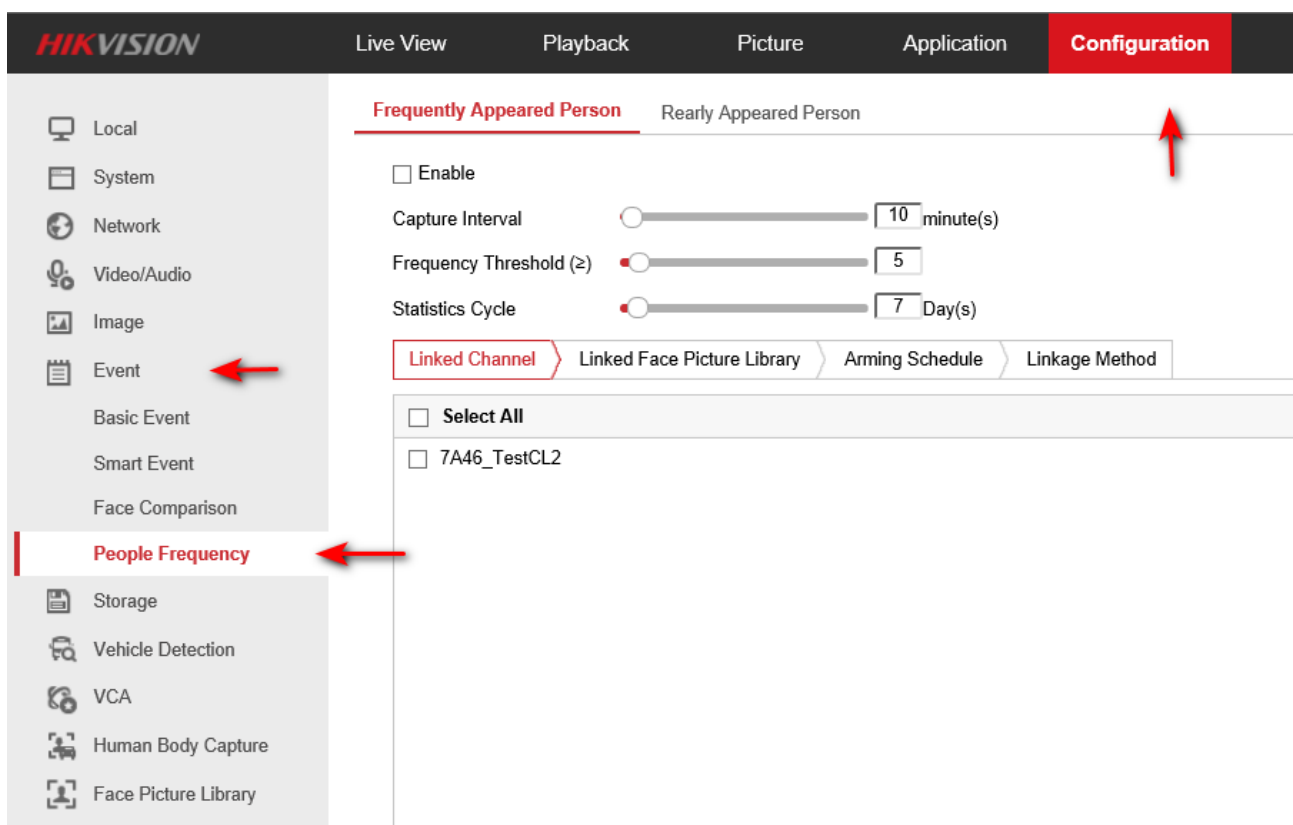 HIKVISION Live View Playback Picture Application Configuration
Frequently Appeared Person Rearly Appeared Person
Local
Enable
System
Capture Interval 10 minute(s)
Network
Frequency Threshold (≥) 5
Video/Audio
Statistics Cycle 7 Day(s)
Image
Linked Channel Linked Face Picture Library Arming Schedule Linkage Method
Event
Basic Event
Select All
Smart Event
7A46_TestCL2
Face Comparison
People Frequency
Storage
Vehicle Detection
VCA
Human Body Capture
Face Picture Library